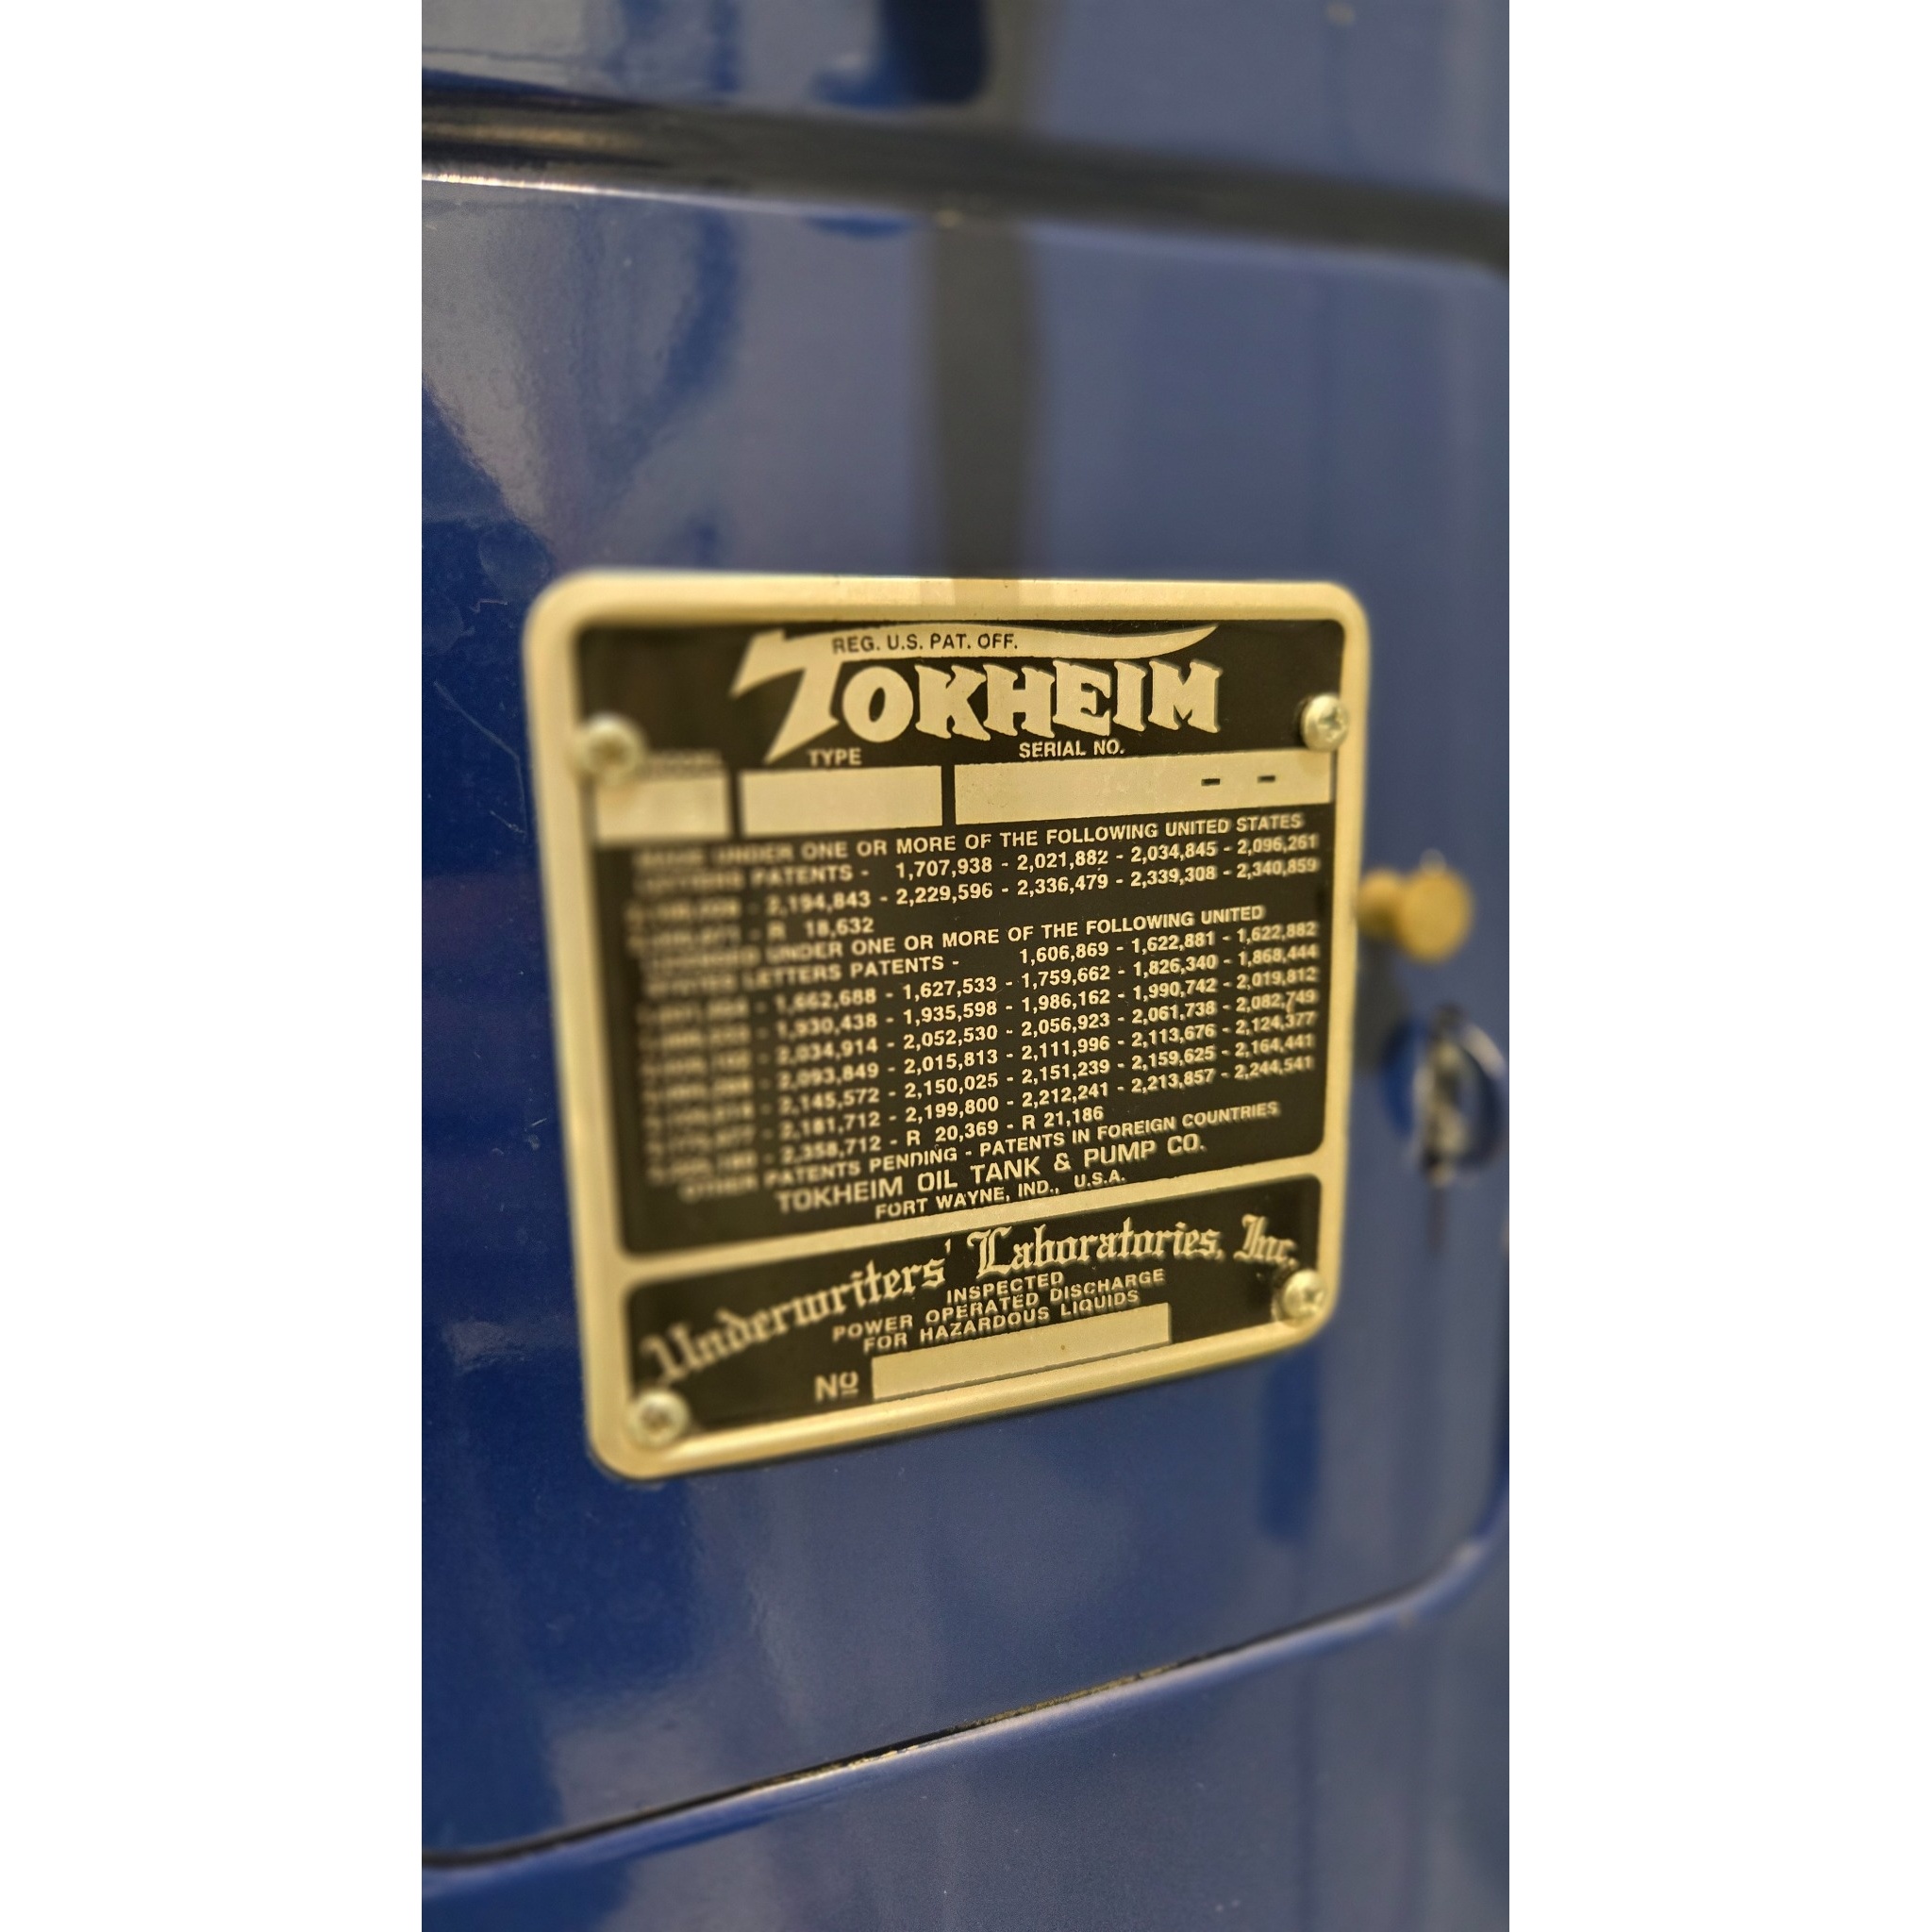 REG. U.S. PAT. OFF.
TOKHEIM
TYPE SERIAL NO.
- -
UNDER ONE OR MORE OF THE FOLLOWING UNITED STATES
PATENTS - 1,707,938 - 2,021,882 - 2,034,845 - 2,096,261
- 2,194,843 - 2,229,596 - 2,336,479 - 2,339,308 - 2,340,859
- R 18,632
UNDER ONE OR MORE OF THE FOLLOWING UNITED
LETTERS PATENTS - 1,606,869 - 1,622,881 - 1,622,882
- 1,662,688 - 1,627,533 - 1,759,662 - 1,826,340 - 1,868,444
- 1,930,438 - 1,935,598 - 1,986,162 - 1,990,742 - 2,019,812
- 2,034,914 - 2,052,530 - 2,056,923 - 2,061,738 - 2,082,749
- 2,093,849 - 2,015,813 - 2,111,996 - 2,113,676 - 2,124,377
- 2,145,572 - 2,150,025 - 2,151,239 - 2,159,625 - 2,164,441
- 2,181,712 - 2,199,800 - 2,212,241 - 2,213,857 - 2,244,541
- 2,358,712 - R 20,369 - R 21,186
OTHER PATENTS PENDING - PATENTS IN FOREIGN COUNTRIES
TOKHEIM OIL TANK & PUMP CO.
FORT WAYNE, IND., U.S.A.
Underwriters' Laboratories, Inc.
INSPECTED
POWER OPERATED DISCHARGE
FOR HAZARDOUS LIQUIDS
Nº